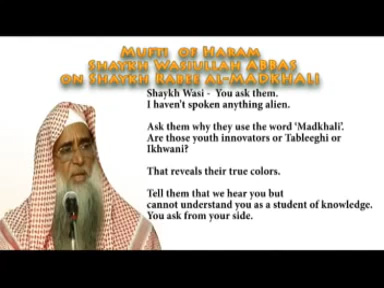 Mufti of Haram
Shaykh Wasiullah ABBAS
on Shaykh Rabee al-MADKHALI
Shaykh Wasi - You ask them.
I haven't spoken anything alien.
Ask them why they use the word 'Madkhali'.
Are those youth innovators or Tableeghi or
Ikhwani?
That reveals their true colors.
Tell them that we hear you but
cannot understand you as a student of knowledge.
You ask from your side.